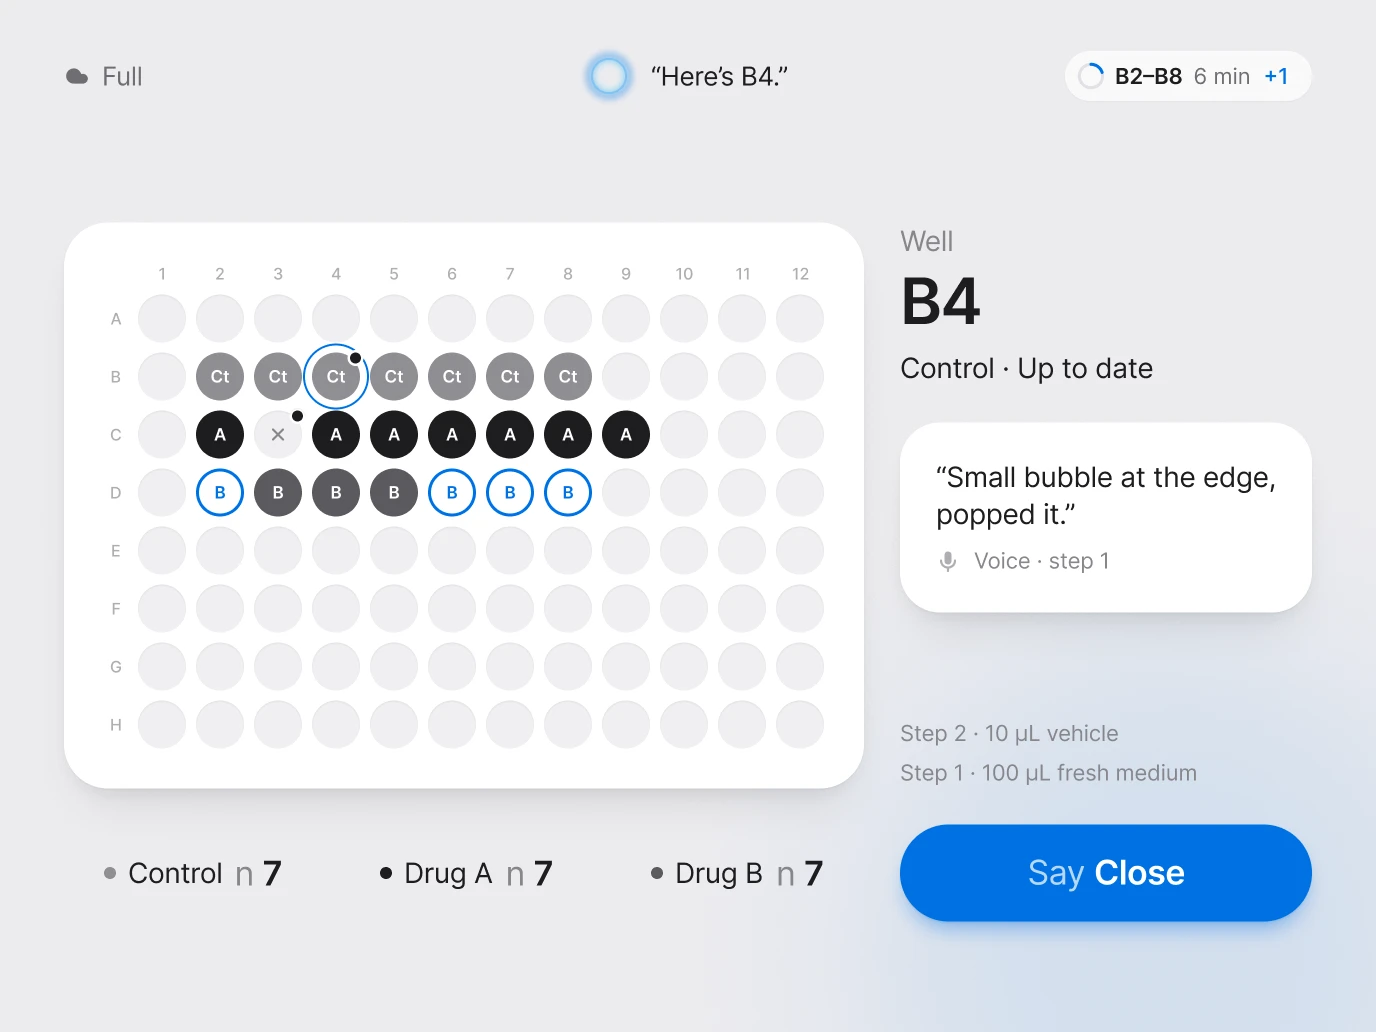 Full
“Here’s B4.”
B2–B8 6 min +1
1 2 3 4 5 6 7 8 9 10 11 12
A
B Ct Ct Ct Ct Ct Ct Ct
C A × A A A A A A
D B B B B B B B
E
F
G
H
Control n 7
Drug A n 7
Drug B n 7
Well
B4
Control · Up to date
“Small bubble at the edge,
popped it.”
Voice · step 1
Step 2 · 10 µL vehicle
Step 1 · 100 µL fresh medium
Say Close